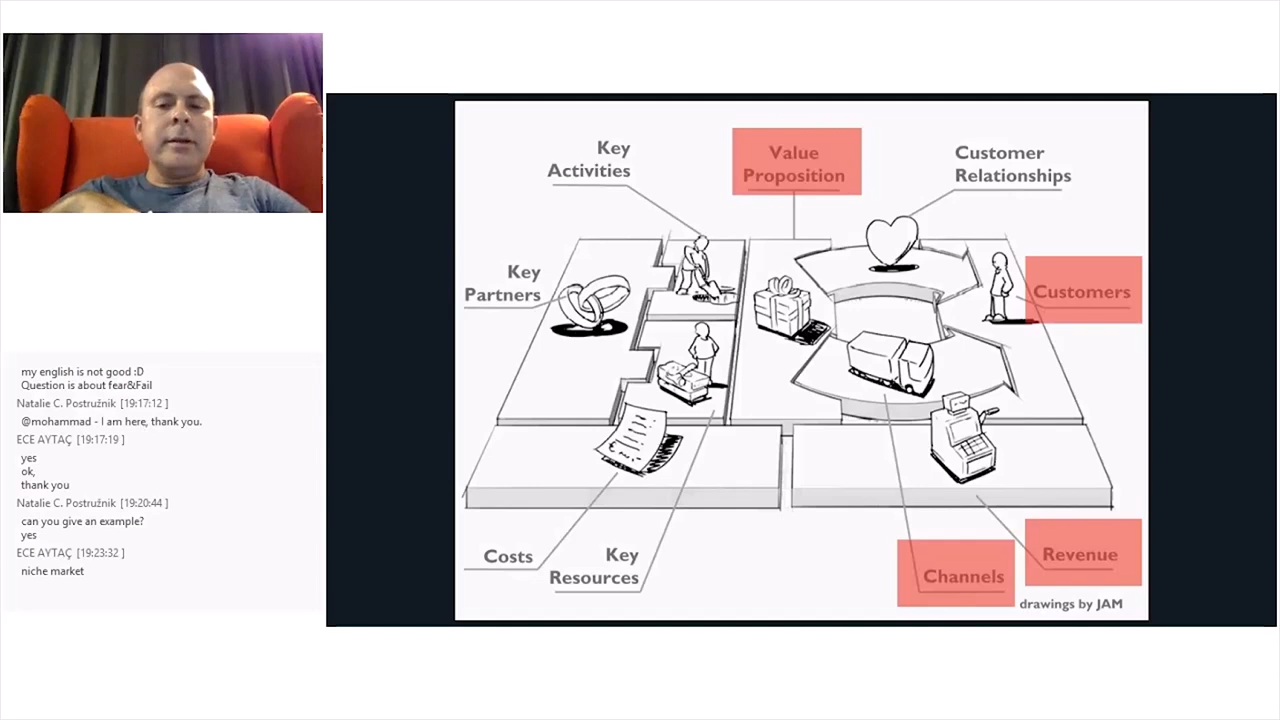 my english is not good :D
Question is about fear&Fail
Natalie C. Postružnik [19:17:12 ]
@mohammad - I am here, thank you.
ECE AYTAÇ [19:17:19 ]
yes
ok,
thank you
Natalie C. Postružnik [19:20:44 ]
can you give an example?
yes
ECE AYTAÇ [19:23:32 ]
niche market
Key
Activities
Value
Proposition
Customer
Relationships
Key
Partners
Customers
Costs
Key
Resources
Channels
Revenue
drawings by JAM